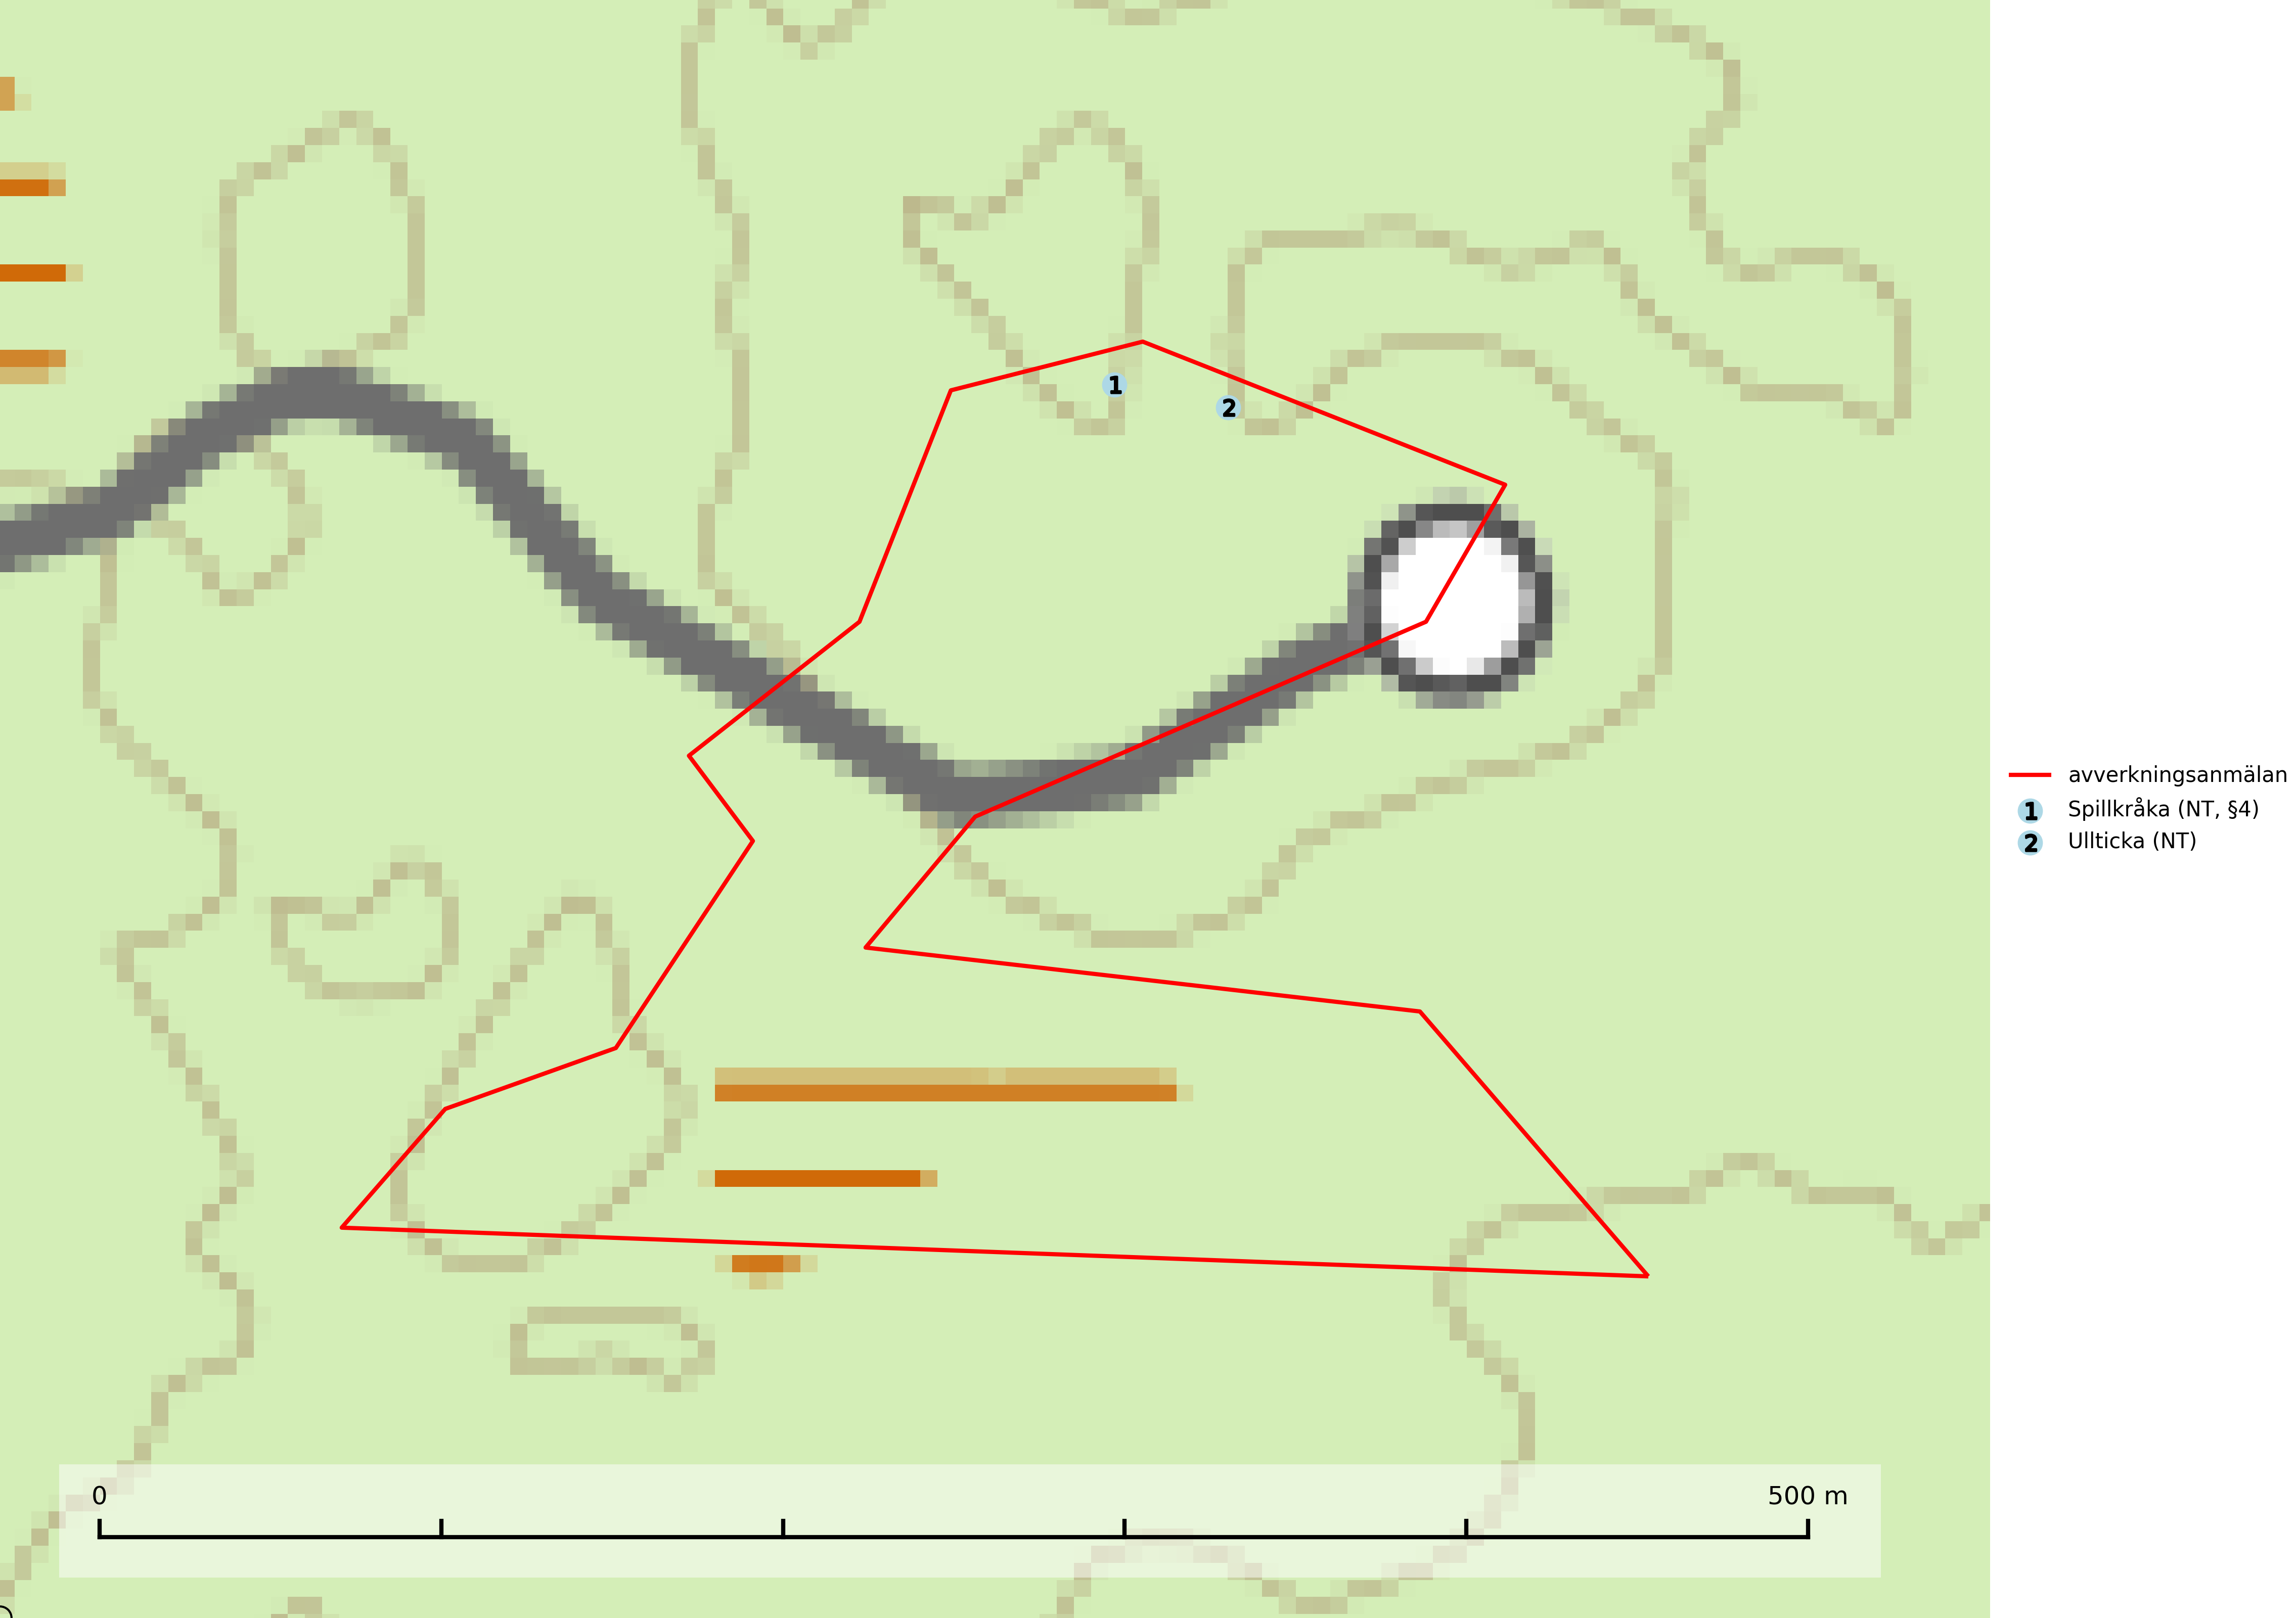 1
2
avverkningsanmälan
1 Spillkråka (NT, §4)
2 Ullticka (NT)
0 500 m